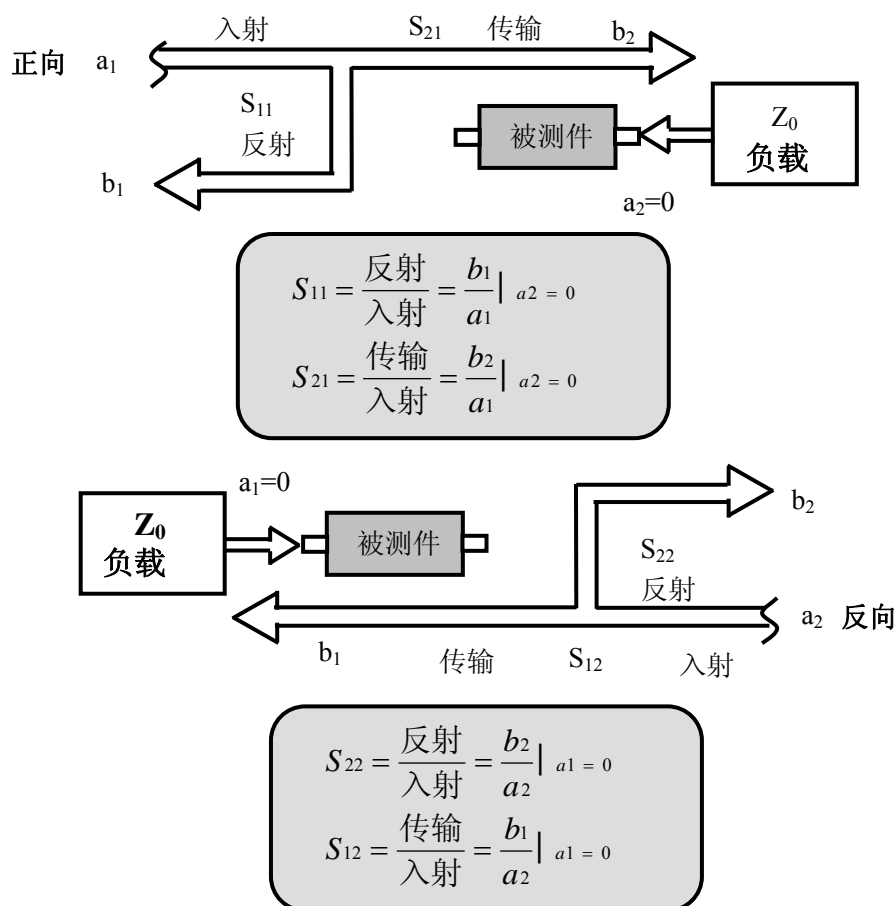 入射 S₂₁ 传输 b₂
正向 a₁
S₁₁
反射
被测件
Z₀
负载
b₁
a₂=0
S₁₁ = 反射/入射 = b₁/a₁ | a2 = 0
S₂₁ = 传输/入射 = b₂/a₁ | a2 = 0
a₁=0
Z₀
负载
被测件
b₂
S₂₂
反射
a₂ 反向
b₁ 传输 S₁₂ 入射
S₂₂ = 反射/入射 = b₂/a₂ | a1 = 0
S₁₂ = 传输/入射 = b₁/a₂ | a1 = 0